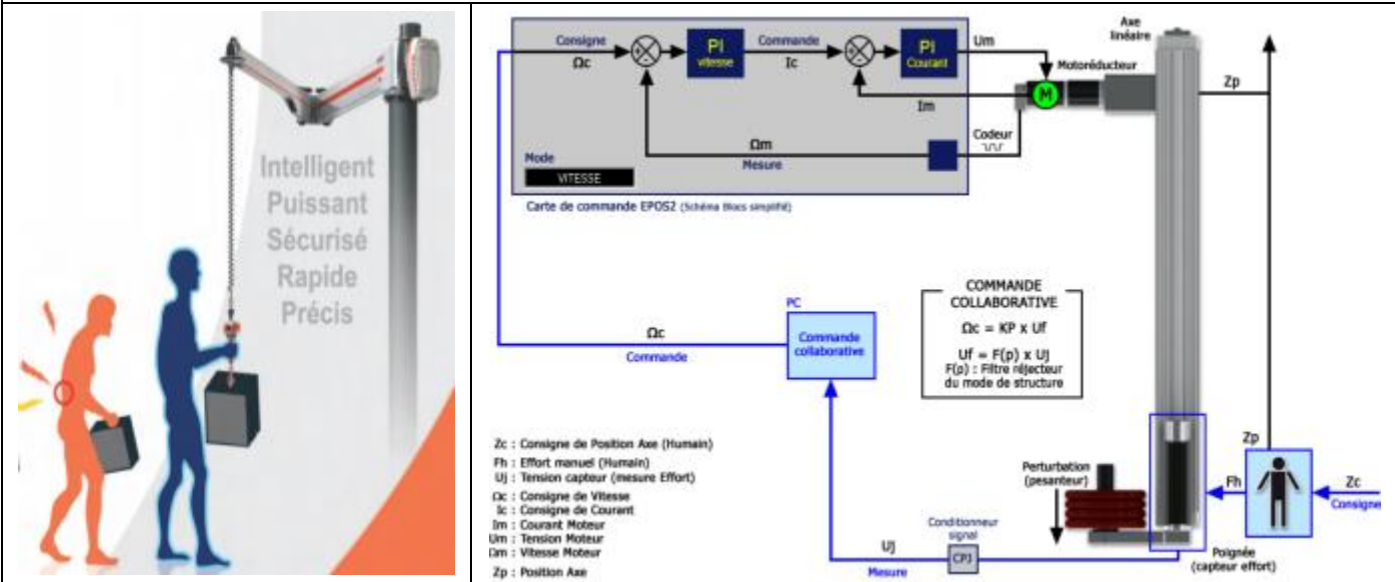 Intelligent
Puissant
Sécurisé
Rapide
Précis
Consigne
Ωc
PI
vitesse
Commande
Ic
PI
Courant
Um
Axe
linéaire
Motoréducteur
M
Zp
Im
Codeur
Ωm
Mesure
Mode
VITESSE
Carte de commande EPOS2 (Schéma Blocs simplifié)
COMMANDE
COLLABORATIVE
Ωc = KP x Uf
Uf = F(p) x Uj
F(p) : Filtre réjecteur
du mode de structure
PC
Commande
collaborative
Ωc
Commande
Zc : Consigne de Position Axe (Humain)
Fh : Effort manuel (Humain)
Uj : Tension capteur (mesure Effort)
Ωc : Consigne de Vitesse
Ic : Consigne de Courant
Im : Courant Moteur
Um : Tension Moteur
Ωm : Vitesse Moteur
Zp : Position Axe
Perturbation
(pesanteur)
Zp
Fh
Zc
Consigne
Conditionneur
signal
CPJ
Uj
Mesure
Poignée
(capteur effort)